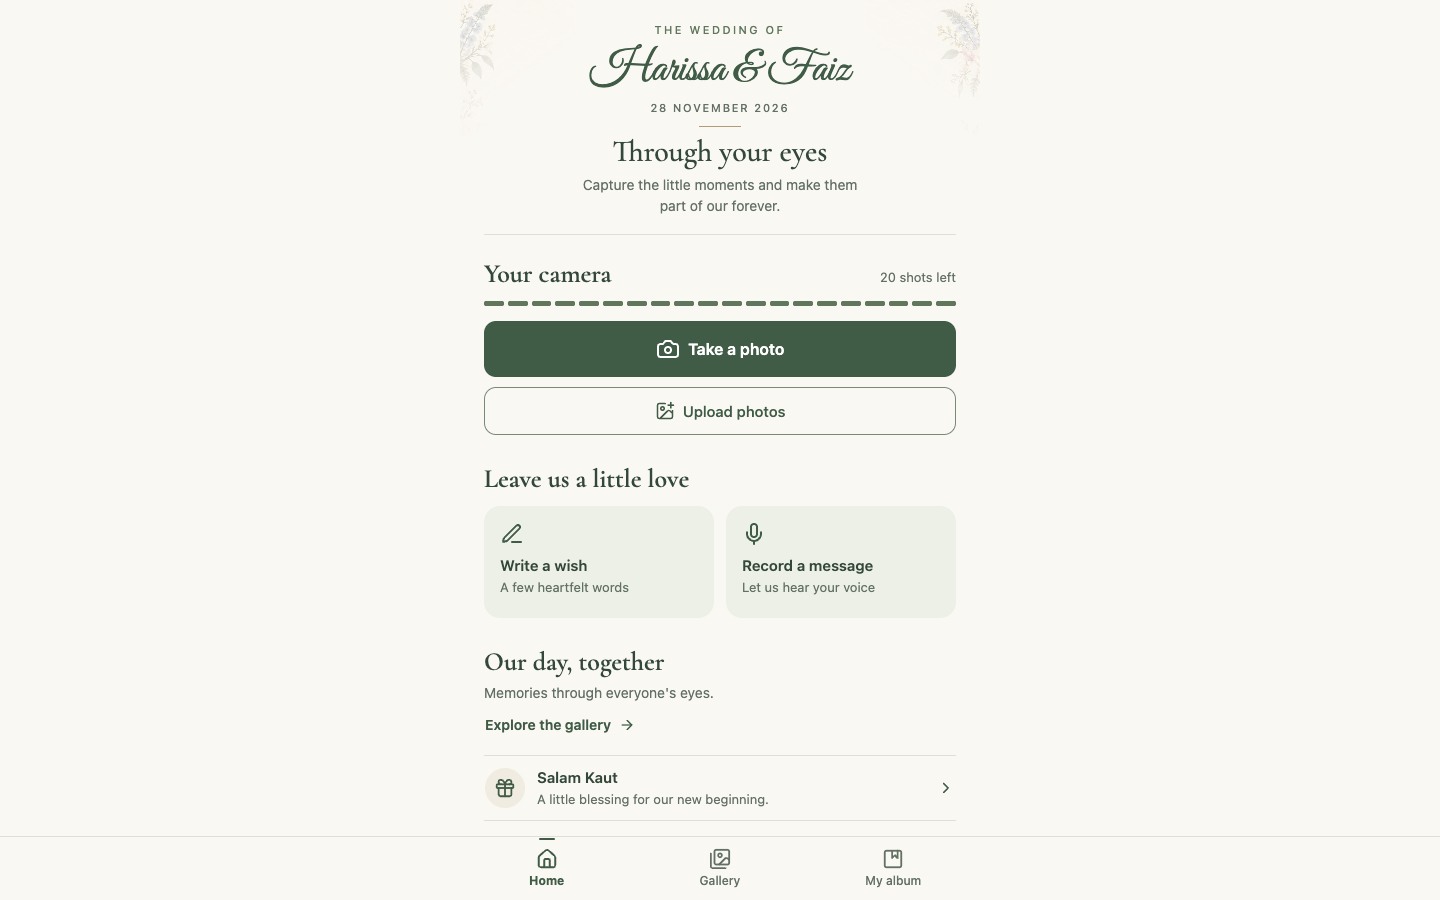 THE WEDDING OF
Harissa & Faiz
28 NOVEMBER 2026
Through your eyes
Capture the little moments and make them
part of our forever.
Your camera
20 shots left
Take a photo
Upload photos
Leave us a little love
Write a wish
A few heartfelt words
Record a message
Let us hear your voice
Our day, together
Memories through everyone's eyes.
Explore the gallery
Salam Kaut
A little blessing for our new beginning.
Home
Gallery
My album